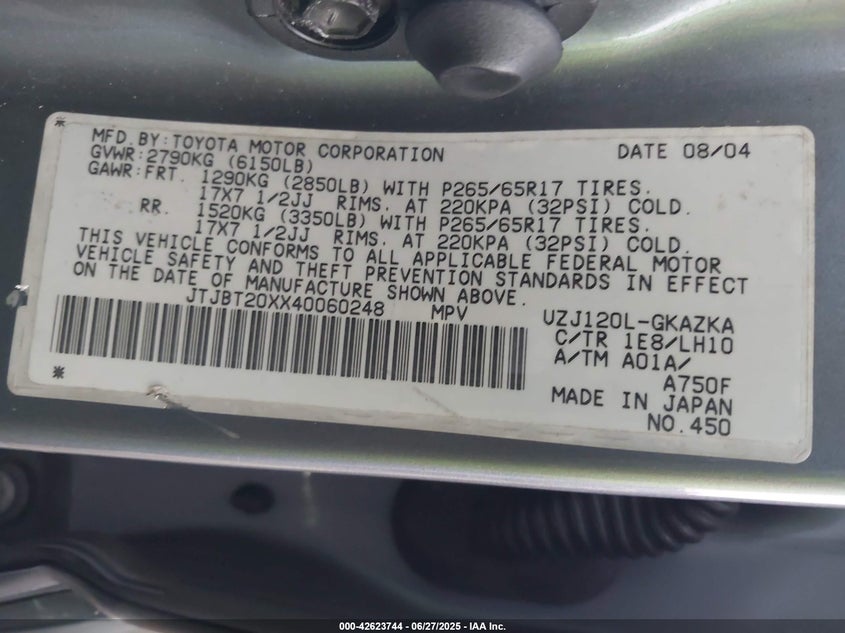 MFD. BY: TOYOTA MOTOR CORPORATION DATE 08/04
GVWR: 2790KG (6150LB)
GAWR: FRT. 1290KG (2850LB) WITH P265/65R17 TIRES.
17X7 1/2JJ RIMS. AT 220KPA (32PSI) COLD.
RR. 1520KG (3350LB) WITH P265/65R17 TIRES.
17X7 1/2JJ RIMS. AT 220KPA (32PSI) COLD.
THIS VEHICLE CONFORMS TO ALL APPLICABLE FEDERAL MOTOR
VEHICLE SAFETY AND THEFT PREVENTION STANDARDS IN EFFECT
ON THE DATE OF MANUFACTURE SHOWN ABOVE.
JTJBT20XX40060248 MPV UZJ120L-GKAZKA
C/TR 1E8/LH10
A/TM A01A/
A750F
MADE IN JAPAN
NO.450
000-42623744 - 06/27/2025 - IAA Inc.